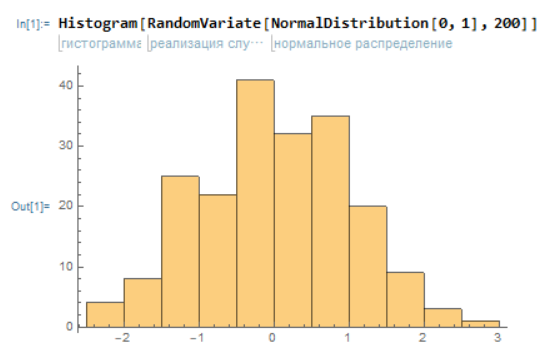 In[1]:= Histogram[RandomVariate[NormalDistribution[0, 1], 200]]
гистограмма реализация слу··· нормальное распределение
40
30
Out[1]= 20
10
0
-2 -1 0 1 2 3